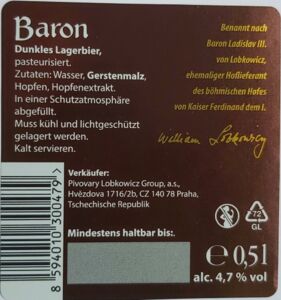 Baron
Dunkles Lagerbier,
pasteurisiert.
Zutaten: Wasser, Gerstenmalz,
Hopfen, Hopfenextrakt.
In einer Schutzatmosphäre
abgefüllt.
Muss kühl und lichtgeschützt
gelagert werden.
Kalt servieren.
Benannt nach
Baron Ladislav III.
von Lobkowicz,
ehemaliger Hoflieferant
des böhmischen Hofes
von Kaiser Ferdinand dem I.
William Lobkowicz
Verkäufer:
Pivovary Lobkowicz Group, a.s.,
Hvězdova 1716/2b, CZ 140 78 Praha,
Tschechische Republik
72
GL
Mindestens haltbar bis:.
℮ 0,5 l
alc. 4,7 % vol
8 594010 300479 >